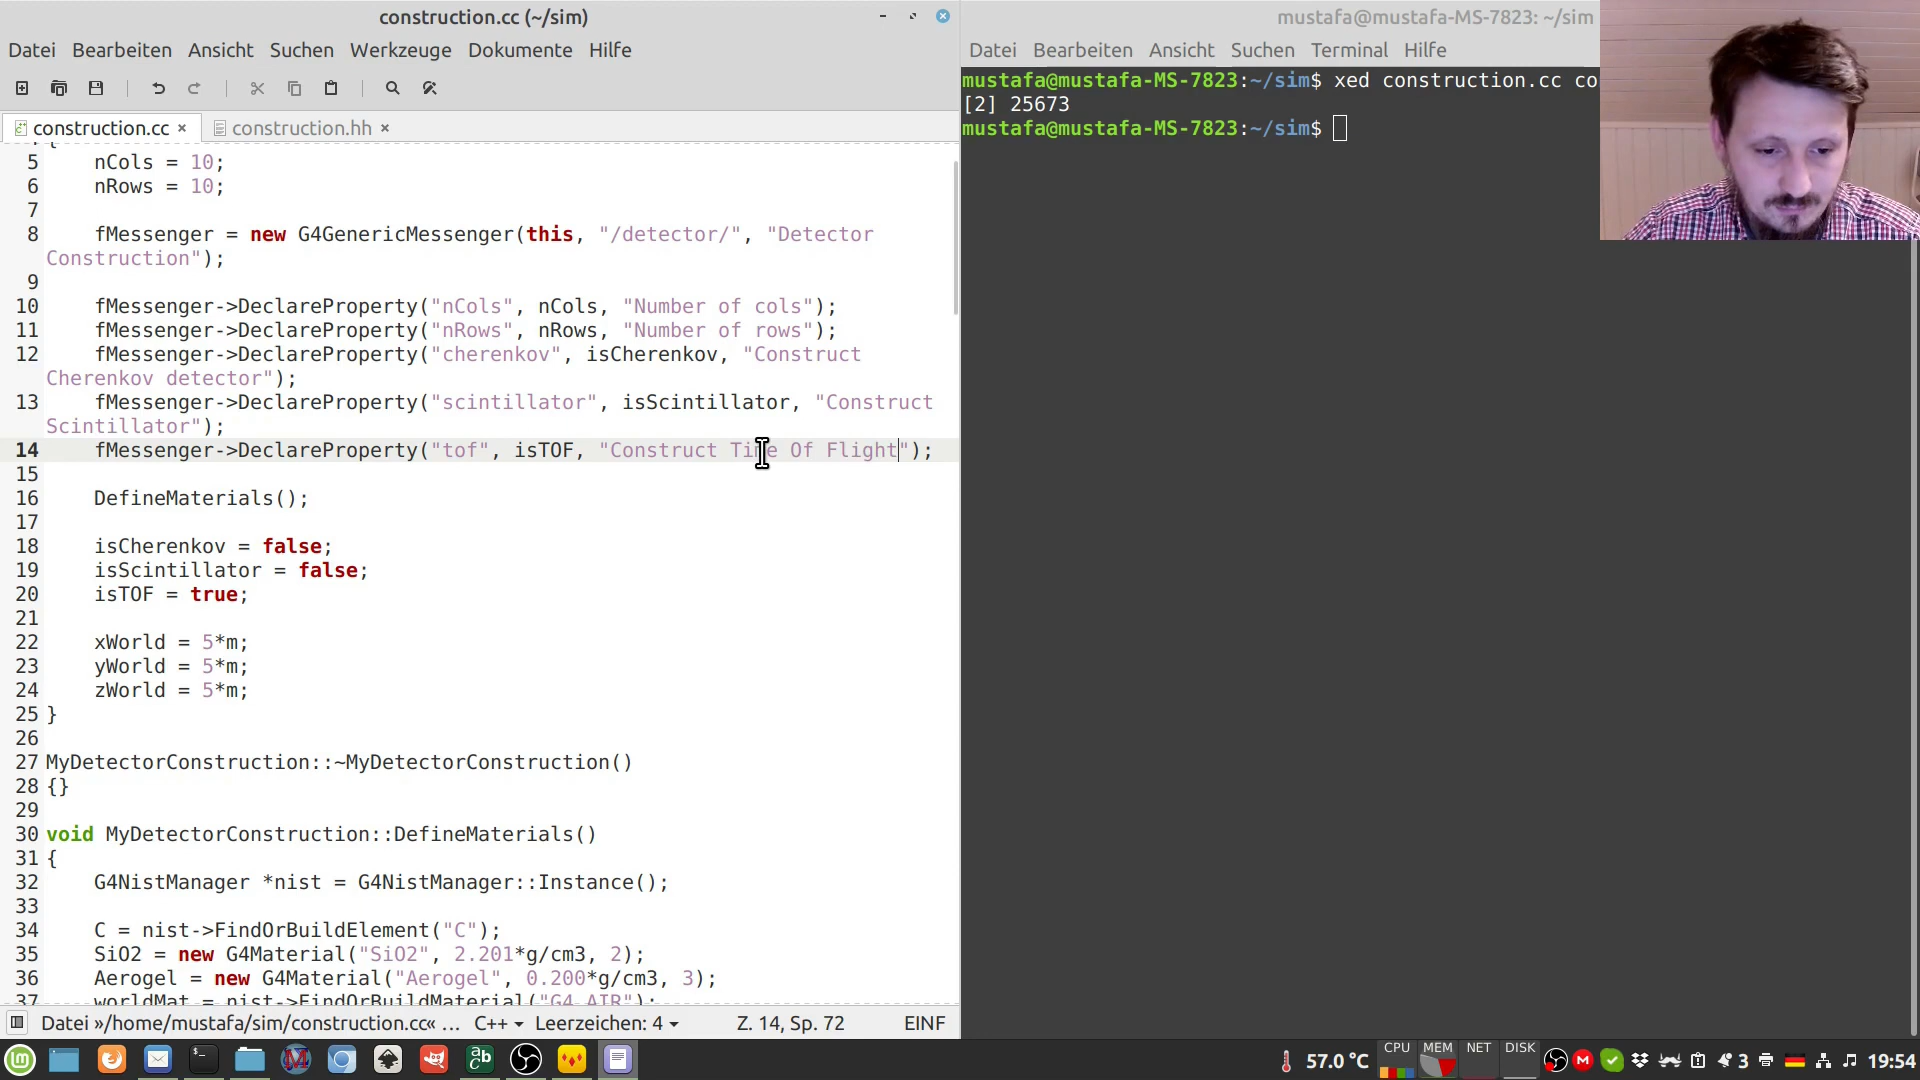 construction.cc (~/sim)
Datei Bearbeiten Ansicht Suchen Werkzeuge Dokumente Hilfe
construction.cc × construction.hh ×
5 nCols = 10;
6 nRows = 10;
7
8 fMessenger = new G4GenericMessenger(this, "/detector/", "Detector
Construction");
9
10 fMessenger->DeclareProperty("nCols", nCols, "Number of cols");
11 fMessenger->DeclareProperty("nRows", nRows, "Number of rows");
12 fMessenger->DeclareProperty("cherenkov", isCherenkov, "Construct
Cherenkov detector");
13 fMessenger->DeclareProperty("scintillator", isScintillator, "Construct
Scintillator");
14 fMessenger->DeclareProperty("tof", isTOF, "Construct Time Of Flight");
15
16 DefineMaterials();
17
18 isCherenkov = false;
19 isScintillator = false;
20 isTOF = true;
21
22 xWorld = 5*m;
23 yWorld = 5*m;
24 zWorld = 5*m;
25 }
26
27 MyDetectorConstruction::~MyDetectorConstruction()
28 {}
29
30 void MyDetectorConstruction::DefineMaterials()
31 {
32 G4NistManager *nist = G4NistManager::Instance();
33
34 C = nist->FindOrBuildElement("C");
35 SiO2 = new G4Material("SiO2", 2.201*g/cm3, 2);
36 Aerogel = new G4Material("Aerogel", 0.200*g/cm3, 3);
37 worldMat = nist->FindOrBuildMaterial("G4_AIR");
Datei »/home/mustafa/sim/construction.cc« ... C++ Leerzeichen: 4 Z. 14, Sp. 72 EINF
mustafa@mustafa-MS-7823: ~/sim
Datei Bearbeiten Ansicht Suchen Terminal Hilfe
mustafa@mustafa-MS-7823:~/sim$ xed construction.cc co
[2] 25673
mustafa@mustafa-MS-7823:~/sim$
57.0 °C CPU MEM NET DISK 3 19:54